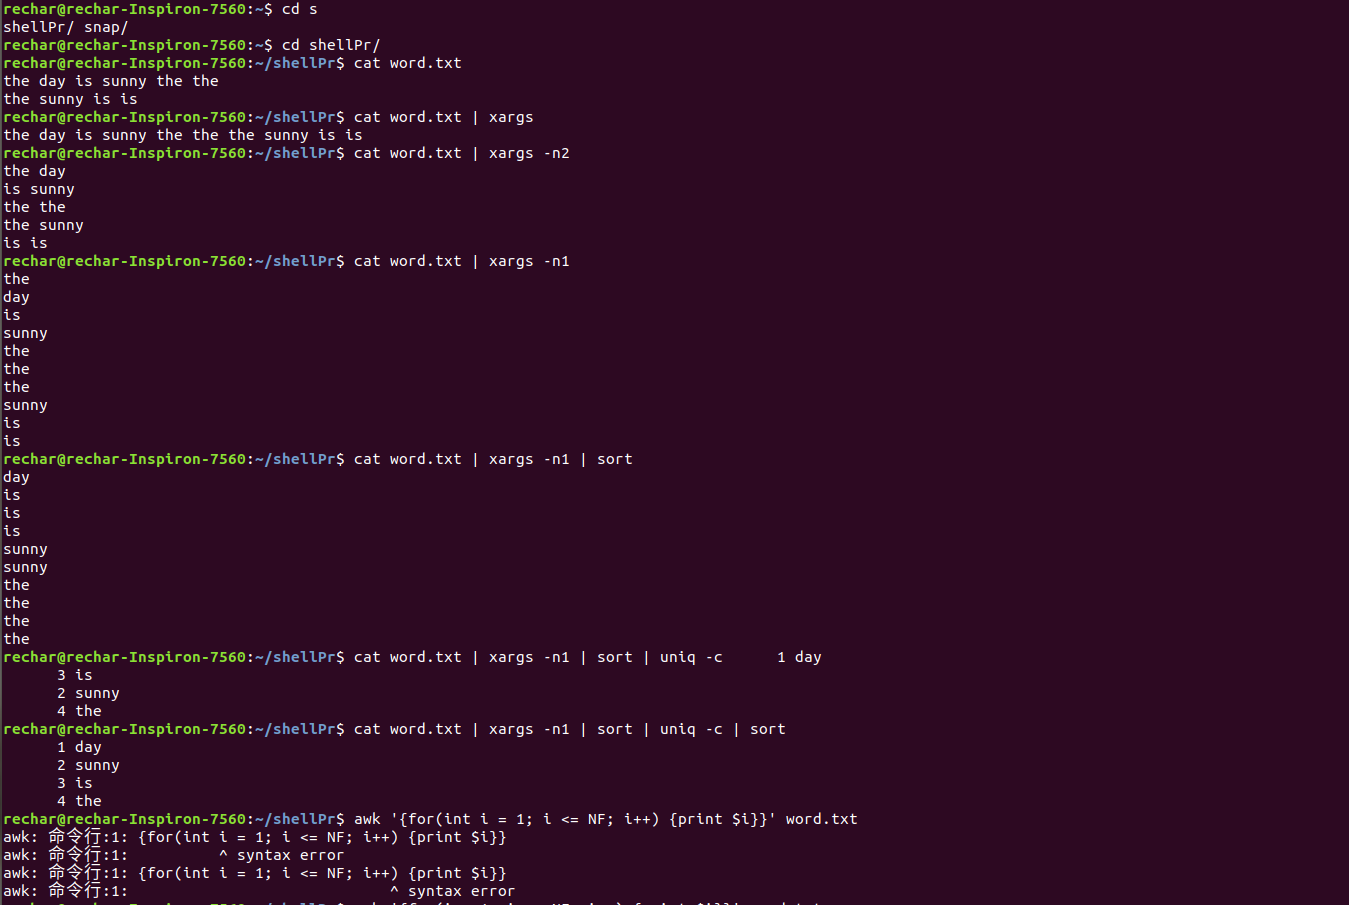 rechar@rechar-Inspiron-7560:~$ cd s
shellPr/ snap/
rechar@rechar-Inspiron-7560:~$ cd shellPr/
rechar@rechar-Inspiron-7560:~/shellPr$ cat word.txt
the day is sunny the the
the sunny is is
rechar@rechar-Inspiron-7560:~/shellPr$ cat word.txt | xargs
the day is sunny the the the sunny is is
rechar@rechar-Inspiron-7560:~/shellPr$ cat word.txt | xargs -n2
the day
is sunny
the the
the sunny
is is
rechar@rechar-Inspiron-7560:~/shellPr$ cat word.txt | xargs -n1
the
day
is
sunny
the
the
the
sunny
is
is
rechar@rechar-Inspiron-7560:~/shellPr$ cat word.txt | xargs -n1 | sort
day
is
is
is
sunny
sunny
the
the
the
the
rechar@rechar-Inspiron-7560:~/shellPr$ cat word.txt | xargs -n1 | sort | uniq -c      1 day
      3 is
      2 sunny
      4 the
rechar@rechar-Inspiron-7560:~/shellPr$ cat word.txt | xargs -n1 | sort | uniq -c | sort
      1 day
      2 sunny
      3 is
      4 the
rechar@rechar-Inspiron-7560:~/shellPr$ awk '{for(int i = 1; i <= NF; i++) {print $i}}' word.txt
awk: 命令行:1: {for(int i = 1; i <= NF; i++) {print $i}}
awk: 命令行:1:          ^ syntax error
awk: 命令行:1: {for(int i = 1; i <= NF; i++) {print $i}}
awk: 命令行:1:                             ^ syntax error